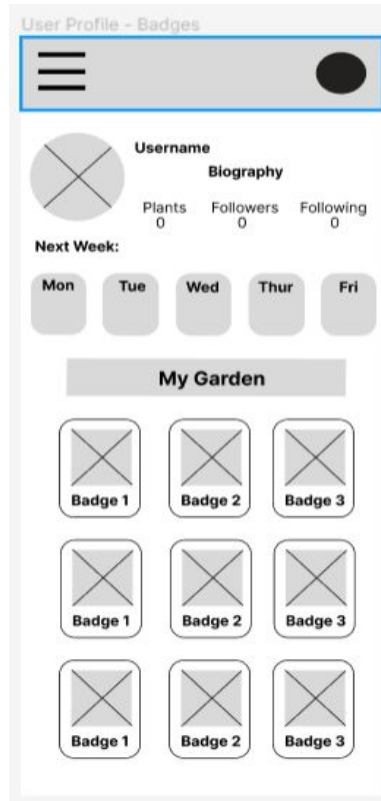 User Profile - Badges
Username
Biography
Plants Followers Following
0 0 0
Next Week:
Mon Tue Wed Thur Fri
My Garden
Badge 1 Badge 2 Badge 3
Badge 1 Badge 2 Badge 3
Badge 1 Badge 2 Badge 3